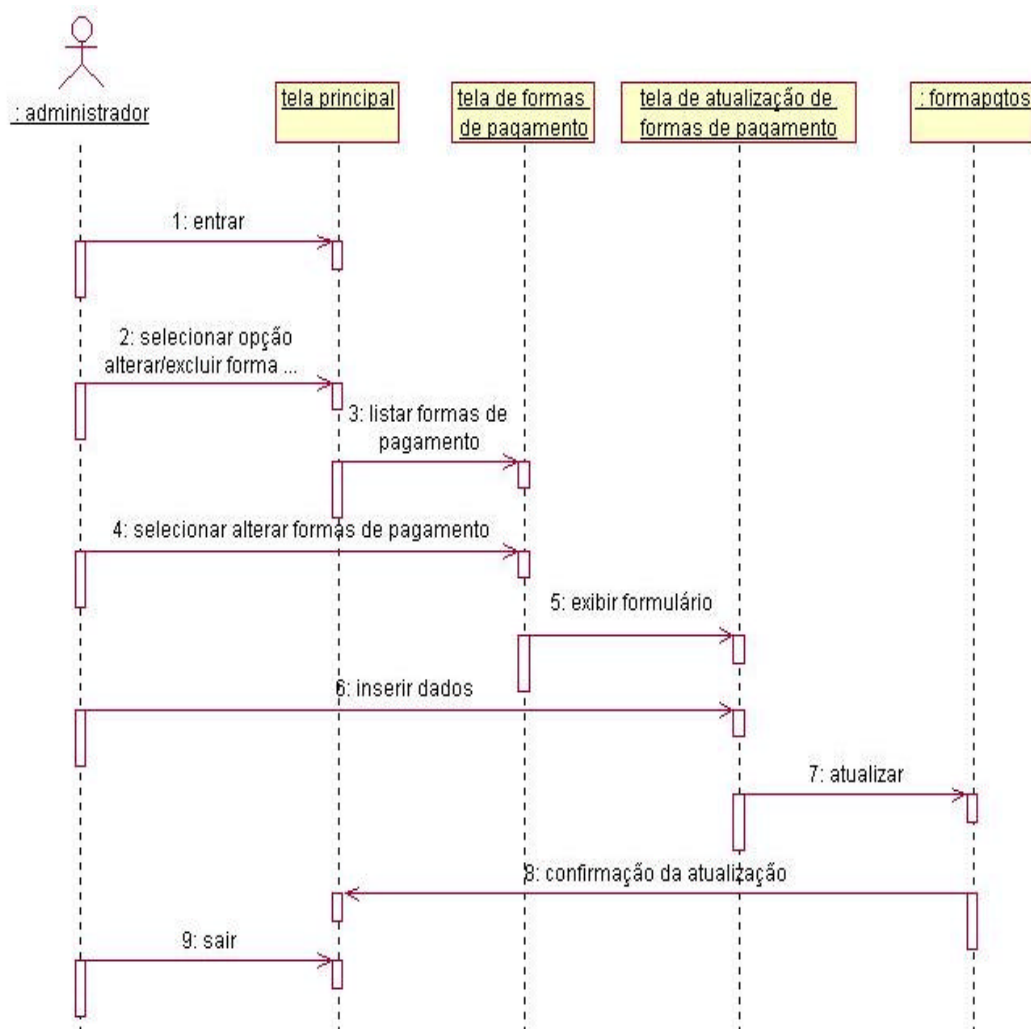 : administrador
tela principal
tela de formas
de pagamento
tela de atualização de
formas de pagamento
: formapgtos
1: entrar
2: selecionar opção
alterar/excluir forma ...
3: listar formas de
pagamento
4: selecionar alterar formas de pagamento
5: exibir formulário
6: inserir dados
7: atualizar
8: confirmação da atualização
9: sair